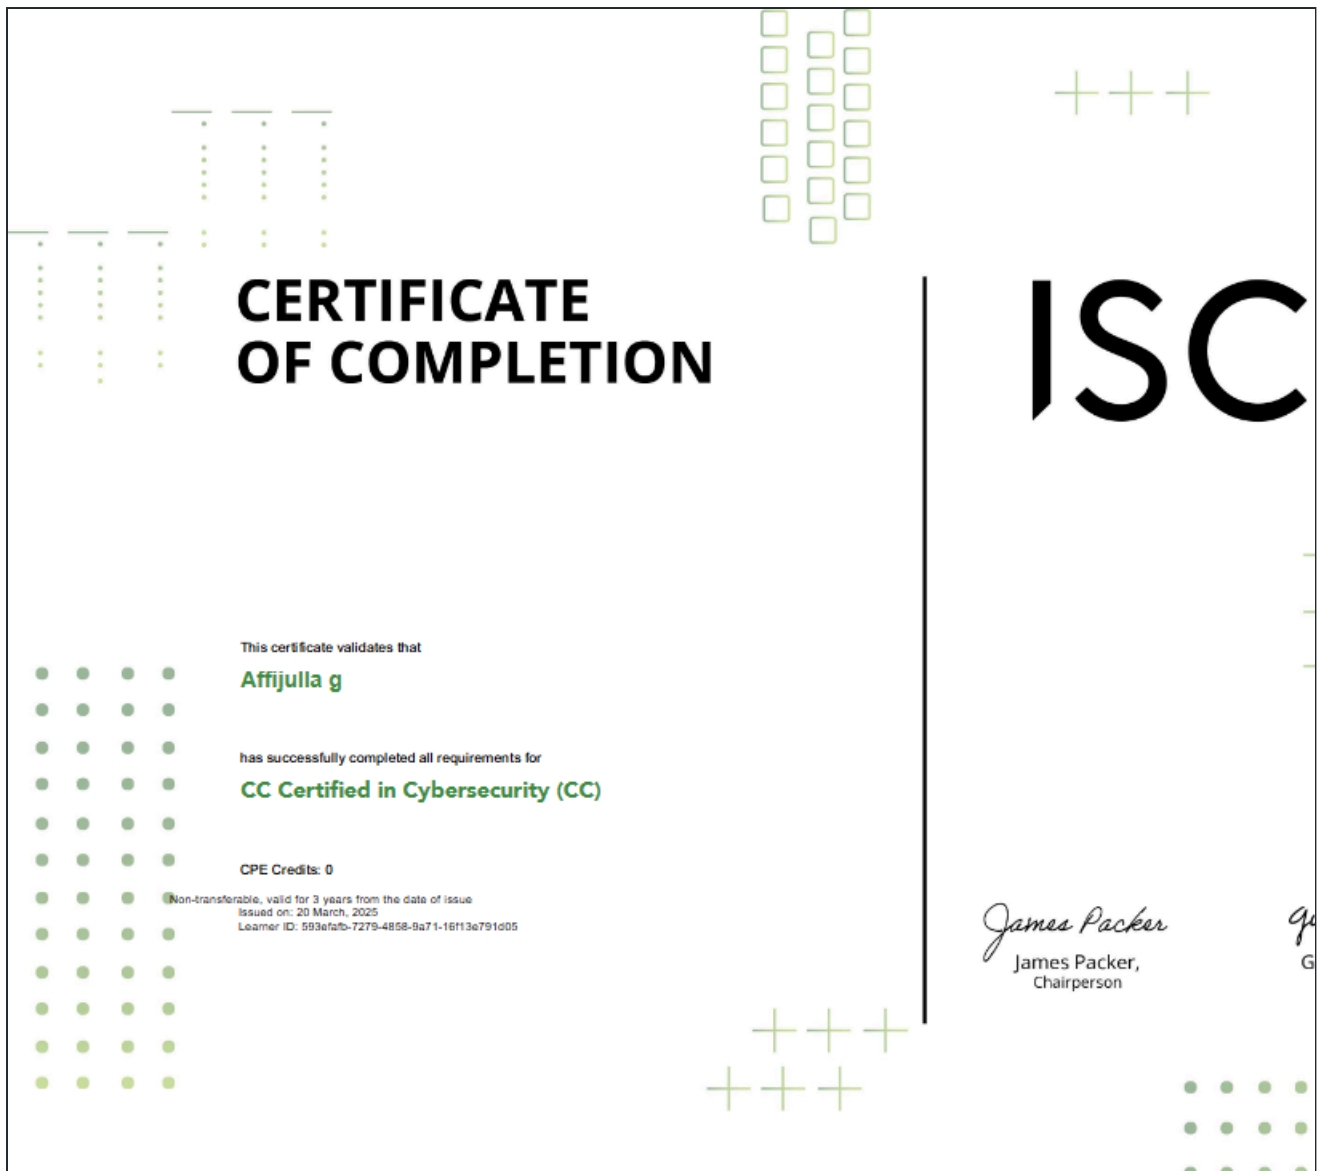 CERTIFICATE
OF COMPLETION
ISC
This certificate validates that
Affijulla g
has successfully completed all requirements for
CC Certified in Cybersecurity (CC)
CPE Credits: 0
Non-transferable, valid for 3 years from the date of issue
Issued on: 20 March, 2025
Learner ID: 593efafb-7279-4858-9a71-16f13e791d05
James Packer
James Packer,
Chairperson
G